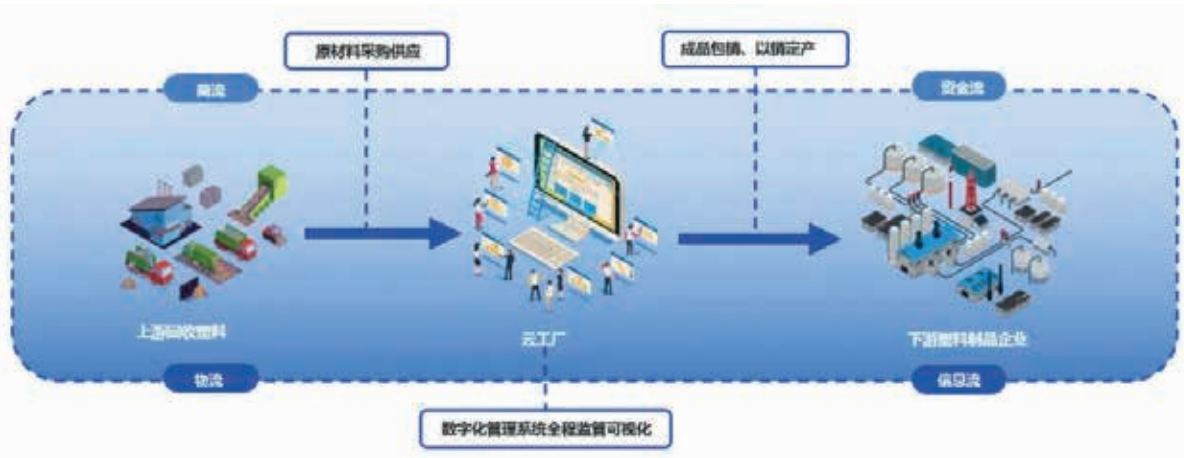 原材料采购供应
成品包销、以销定产
商流
资金流
上游回收塑料
云工厂
下游塑料制品企业
物流
信息流
数字化管理系统全程监管可视化